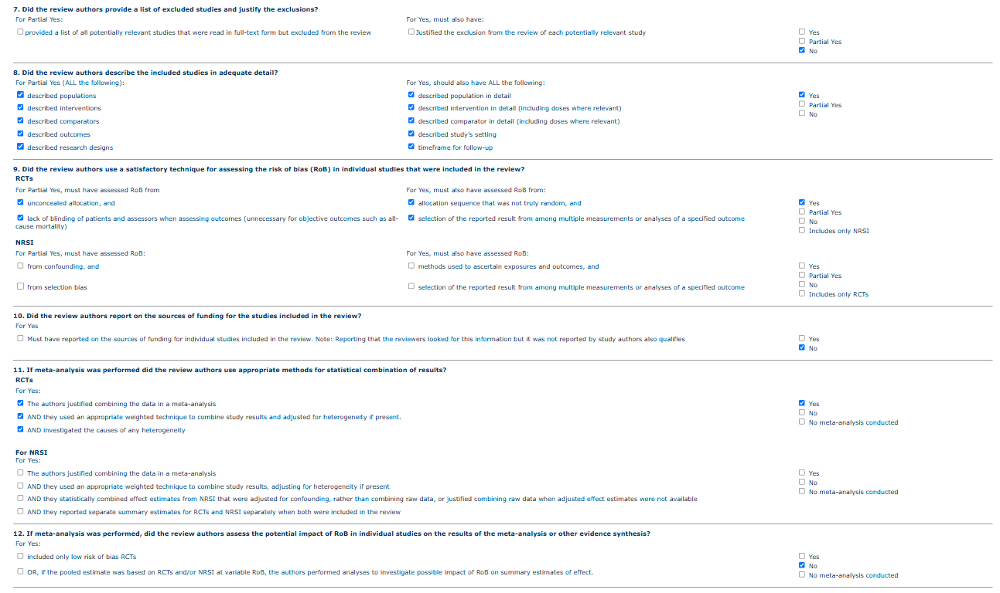 7. Did the review authors provide a list of excluded studies and justify the exclusions?
For Partial Yes:
For Yes, must also have:
provided a list of all potentially relevant studies that were read in full-text form but excluded from the review
Justified the exclusion from the review of each potentially relevant study
Yes
Partial Yes
No
8. Did the review authors describe the included studies in adequate detail?
For Partial Yes (ALL the following):
For Yes, should also have ALL the following:
described populations
described population in detail
Yes
Partial Yes
No
described interventions
described intervention in detail (including doses where relevant)
described comparators
described comparator in detail (including doses where relevant)
described outcomes
described study's setting
described research designs
timeframe for follow-up
9. Did the review authors use a satisfactory technique for assessing the risk of bias (RoB) in individual studies that were included in the review?
RCTs
For Partial Yes, must have assessed RoB from
For Yes, must also have assessed RoB from:
unconcealed allocation, and
allocation sequence that was not truly random, and
Yes
Partial Yes
No
Includes only NRSI
lack of blinding of patients and assessors when assessing outcomes (unnecessary for objective outcomes such as all-
cause mortality)
selection of the reported result from among multiple measurements or analyses of a specified outcome
NRSI
For Partial Yes, must have assessed RoB:
For Yes, must also have assessed RoB:
from confounding, and
methods used to ascertain exposures and outcomes, and
Yes
Partial Yes
No
Includes only RCTs
from selection bias
selection of the reported result from among multiple measurements or analyses of a specified outcome
10. Did the review authors report on the sources of funding for the studies included in the review?
For Yes
Must have reported on the sources of funding for individual studies included in the review. Note: Reporting that the reviewers looked for this information but it was not reported by study authors also qualifies
Yes
No
11. If meta-analysis was performed did the review authors use appropriate methods for statistical combination of results?
RCTs
For Yes:
The authors justified combining the data in a meta-analysis
Yes
No
No meta-analysis conducted
AND they used an appropriate weighted technique to combine study results and adjusted for heterogeneity if present.
AND investigated the causes of any heterogeneity
For NRSI
For Yes:
The authors justified combining the data in a meta-analysis
Yes
No
No meta-analysis conducted
AND they used an appropriate weighted technique to combine study results, adjusting for heterogeneity if present
AND they statistically combined effect estimates from NRSI that were adjusted for confounding, rather than combining raw data, or justified combining raw data when adjusted effect estimates were not available
AND they reported separate summary estimates for RCTs and NRSI separately when both were included in the review
12. If meta-analysis was performed, did the review authors assess the potential impact of RoB in individual studies on the results of the meta-analysis or other evidence synthesis?
For Yes:
included only low risk of bias RCTs
Yes
No
No meta-analysis conducted
OR, if the pooled estimate was based on RCTs and/or NRSI at variable RoB, the authors performed analyses to investigate possible impact of RoB on summary estimates of effect.